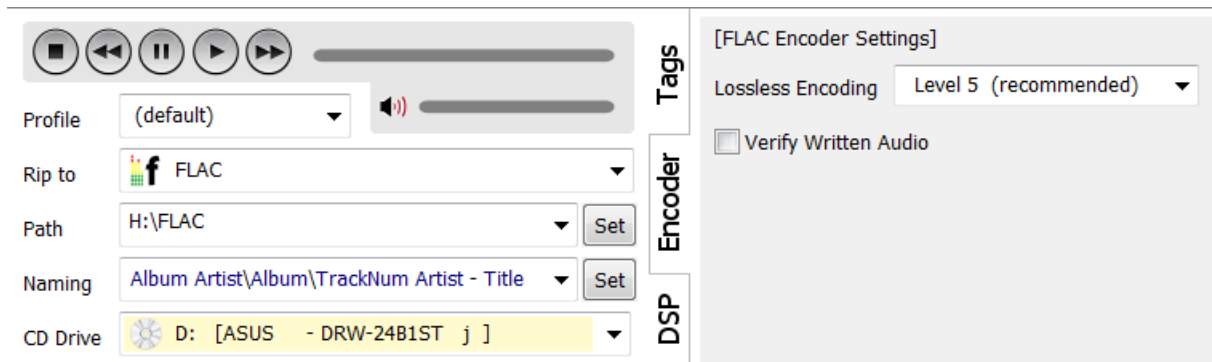 Profile (default)
Rip to FLAC
Path H:\FLAC Set
Naming Album Artist\Album\TrackNum Artist - Title Set
CD Drive D: [ASUS - DRW-24B1ST j ]
Tags
Encoder
DSP
[FLAC Encoder Settings]
Lossless Encoding Level 5 (recommended)
Verify Written Audio